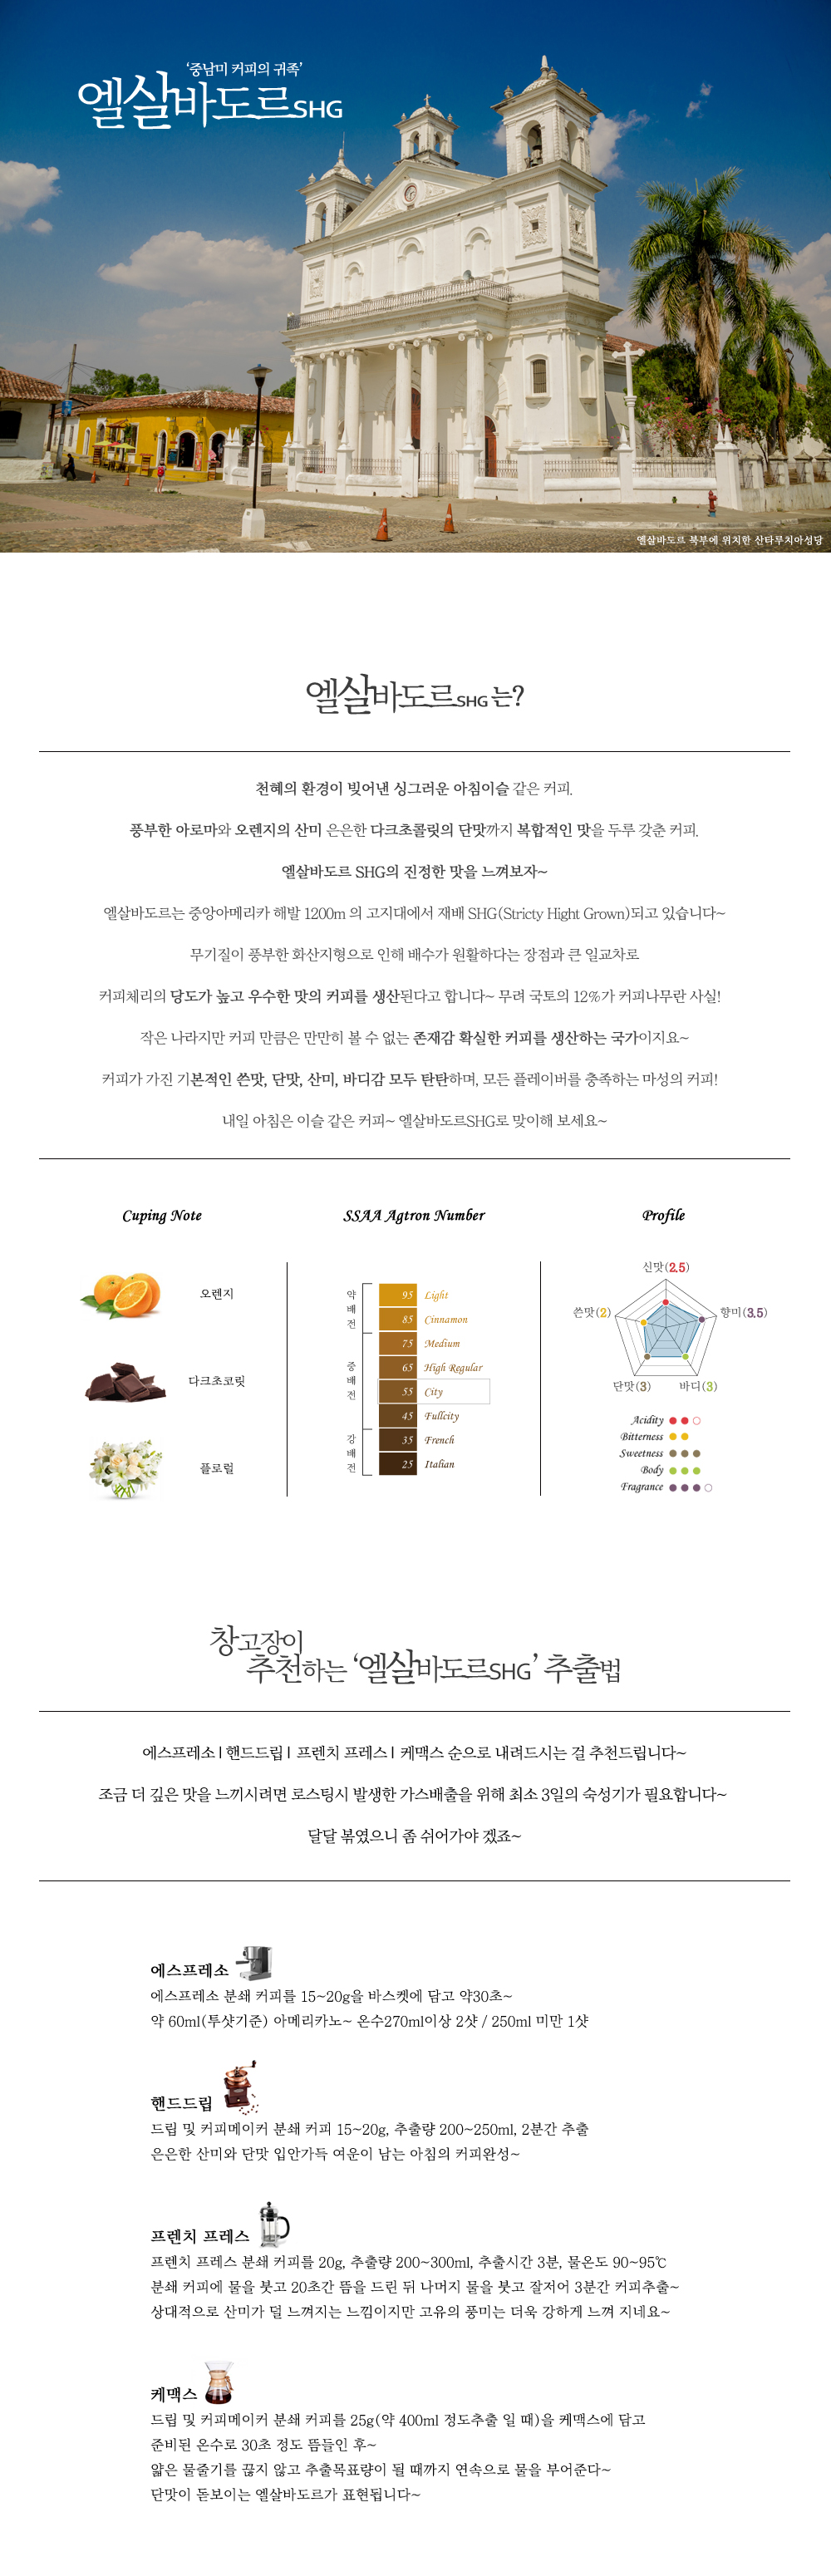 ‘중남미 커피의 귀족’
엘살바도르SHG
엘살바도르 북부에 위치한 산타루치아성당
엘살바도르SHG 는?
천혜의 환경이 빚어낸 싱그러운 아침이슬 같은 커피.
풍부한 아로마와 오렌지의 산미 은은한 다크초콜릿의 단맛까지 복합적인 맛을 두루 갖춘 커피.
엘살바도르 SHG의 진정한 맛을 느껴보자~
엘살바도르는 중앙아메리카 해발 1200m 의 고지대에서 재배 SHG(Stricty Hight Grown)되고 있습니다~
무기질이 풍부한 화산지형으로 인해 배수가 원활하다는 장점과 큰 일교차로
커피체리의 당도가 높고 우수한 맛의 커피를 생산된다고 합니다~ 무려 국토의 12%가 커피나무란 사실!
작은 나라지만 커피 만큼은 만만히 볼 수 없는 존재감 확실한 커피를 생산하는 국가이지요~
커피가 가진 기본적인 쓴맛, 단맛, 산미, 바디감 모두 탄탄하며, 모든 플레이버를 충족하는 마성의 커피!
내일 아침은 이슬 같은 커피~ 엘살바도르SHG로 맞이해 보세요~
Cuping Note
오렌지
다크초코릿
플로럴
SSAA Agtron Number
약배전
중배전
강배전
95 Light
85 Cinnamon
75 Medium
65 High Regular
55 City
45 Fullcity
35 French
25 Italian
Profile
신맛(2.5)
쓴맛(2)
향미(3.5)
단맛(3)
바디(3)
Acidity
Bitterness
Sweetness
Body
Fragrance
창고장이
추천하는 ‘엘살바도르SHG’ 추출법
에스프레소 l 핸드드립 l 프렌치 프레스 l 케맥스 순으로 내려드시는 걸 추천드립니다~
조금 더 깊은 맛을 느끼시려면 로스팅시 발생한 가스배출을 위해 최소 3일의 숙성기가 필요합니다~
달달 볶였으니 좀 쉬어가야 겠죠~
에스프레소
에스프레소 분쇄 커피를 15~20g을 바스켓에 담고 약30초~
약 60ml(투샷기준) 아메리카노~ 온수270ml이상 2샷 / 250ml 미만 1샷
핸드드립
드립 및 커피메이커 분쇄 커피 15~20g, 추출량 200~250ml, 2분간 추출
은은한 산미와 단맛 입안가득 여운이 남는 아침의 커피완성~
프렌치 프레스
프렌치 프레스 분쇄 커피를 20g, 추출량 200~300ml, 추출시간 3분, 물온도 90~95℃
분쇄 커피에 물을 붓고 20초간 뜸을 드린 뒤 나머지 물을 붓고 잘저어 3분간 커피추출~
상대적으로 산미가 덜 느껴지는 느낌이지만 고유의 풍미는 더욱 강하게 느껴 지네요~
케맥스
드립 및 커피메이커 분쇄 커피를 25g(약 400ml 정도추출 일 때)을 케맥스에 담고
준비된 온수로 30초 정도 뜸들인 후~
얇은 물줄기를 끊지 않고 추출목표량이 될 때까지 연속으로 물을 부어준다~
단맛이 돋보이는 엘살바도르가 표현됩니다~